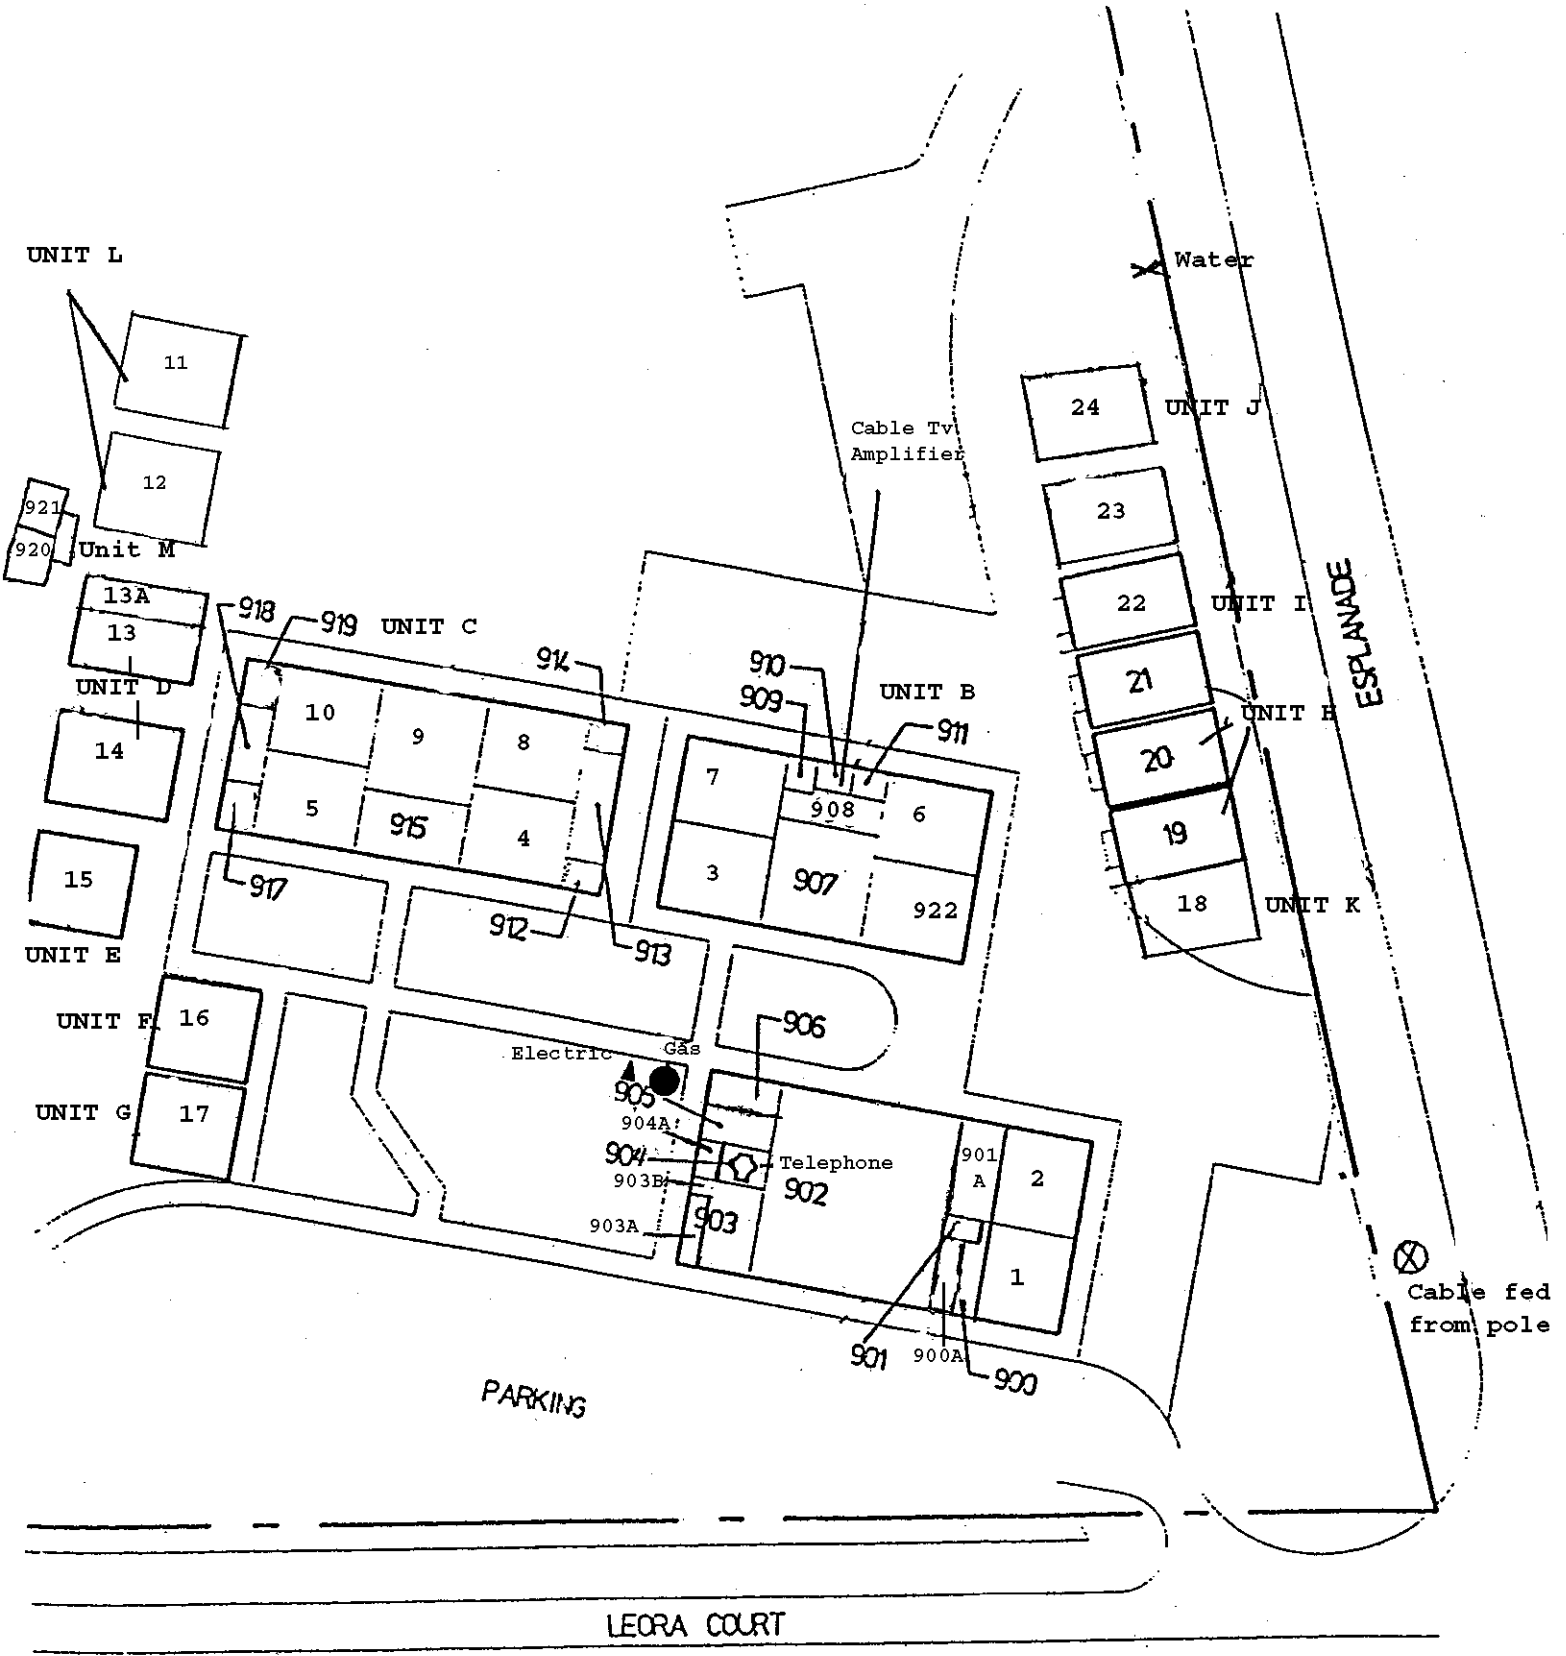 Water
UNIT L
11
24
UNIT J
Cable Tv
Amplifier
12
921
23
920
Unit M
13A
918
919
UNIT C
22
UNIT I
ESPLANADE
13
914
910
UNIT B
21
UNIT D
909
911
UNIT H
10
9
8
14
7
20
908
6
5
915
4
19
15
3
907
917
922
18
UNIT K
912
913
UNIT E
16
UNIT F
906
Electric
Gas
905
UNIT G
17
904A
904
Telephone
901
A
2
903B
902
903A
903
1
Cable fed
from pole
901
900A
900
PARKING
LEORA COURT